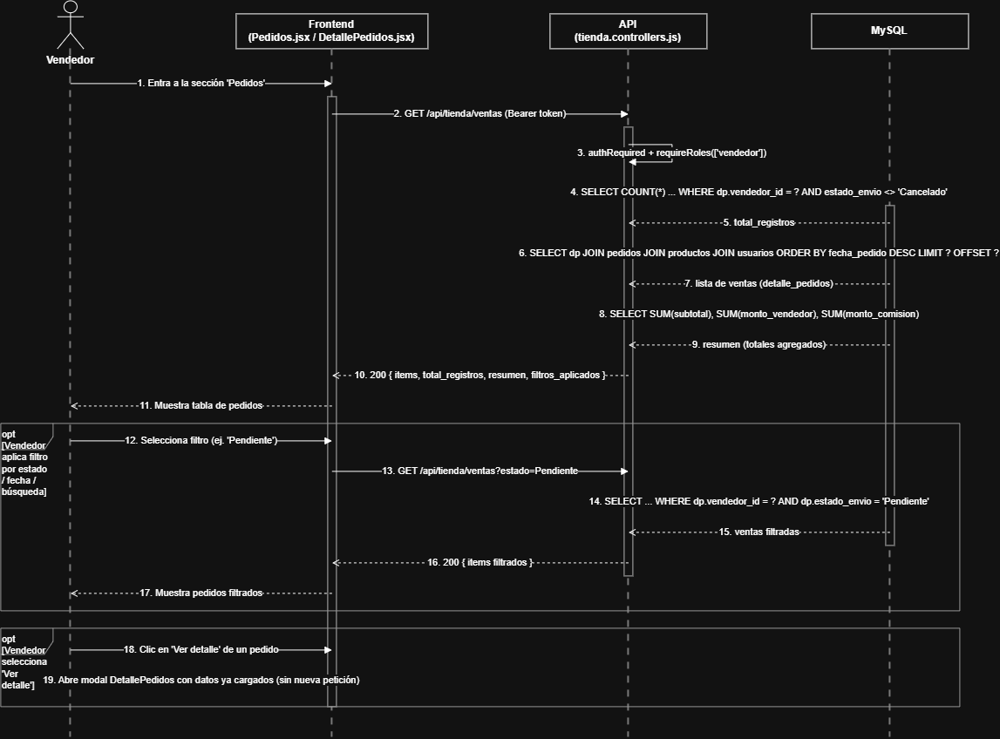 Vendedor
Frontend
(Pedidos.jsx / DetallePedidos.jsx)
API
(tienda.controllers.js)
MySQL
1. Entra a la sección 'Pedidos'
2. GET /api/tienda/ventas (Bearer token)
3. authRequired + requireRoles(['vendedor'])
4. SELECT COUNT(*) ... WHERE dp.vendedor_id = ? AND estado_envio <> 'Cancelado'
5. total_registros
6. SELECT dp JOIN pedidos JOIN productos JOIN usuarios ORDER BY fecha_pedido DESC LIMIT ? OFFSET ?
7. lista de ventas (detalle_pedidos)
8. SELECT SUM(subtotal), SUM(monto_vendedor), SUM(monto_comision)
9. resumen (totales agregados)
10. 200 { items, total_registros, resumen, filtros_aplicados }
11. Muestra tabla de pedidos
opt
[Vendedor
aplica filtro
por estado
/ fecha /
búsqueda]
12. Selecciona filtro (ej. 'Pendiente')
13. GET /api/tienda/ventas?estado=Pendiente
14. SELECT ... WHERE dp.vendedor_id = ? AND dp.estado_envio = 'Pendiente'
15. ventas filtradas
16. 200 { items filtrados }
17. Muestra pedidos filtrados
opt
[Vendedor
selecciona
'Ver
detalle']
18. Clic en 'Ver detalle' de un pedido
19. Abre modal DetallePedidos con datos ya cargados (sin nueva petición)